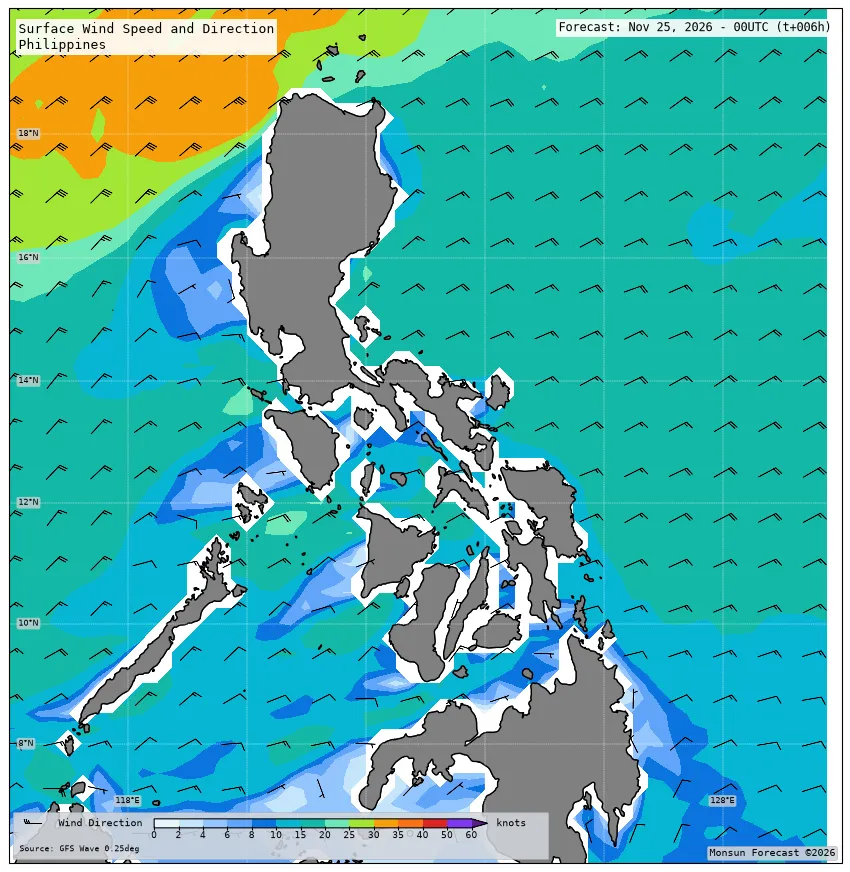 Surface Wind Speed and Direction
Philippines
Forecast: Nov 25, 2026 - 00UTC (t+006h)
18°N
16°N
14°N
12°N
10°N
8°N
118°E
128°E
Wind Direction
knots
0 2 4 6 8 10 15 20 25 30 35 40 50 60
Source: GFS Wave 0.25deg
Monsun Forecast ©2026